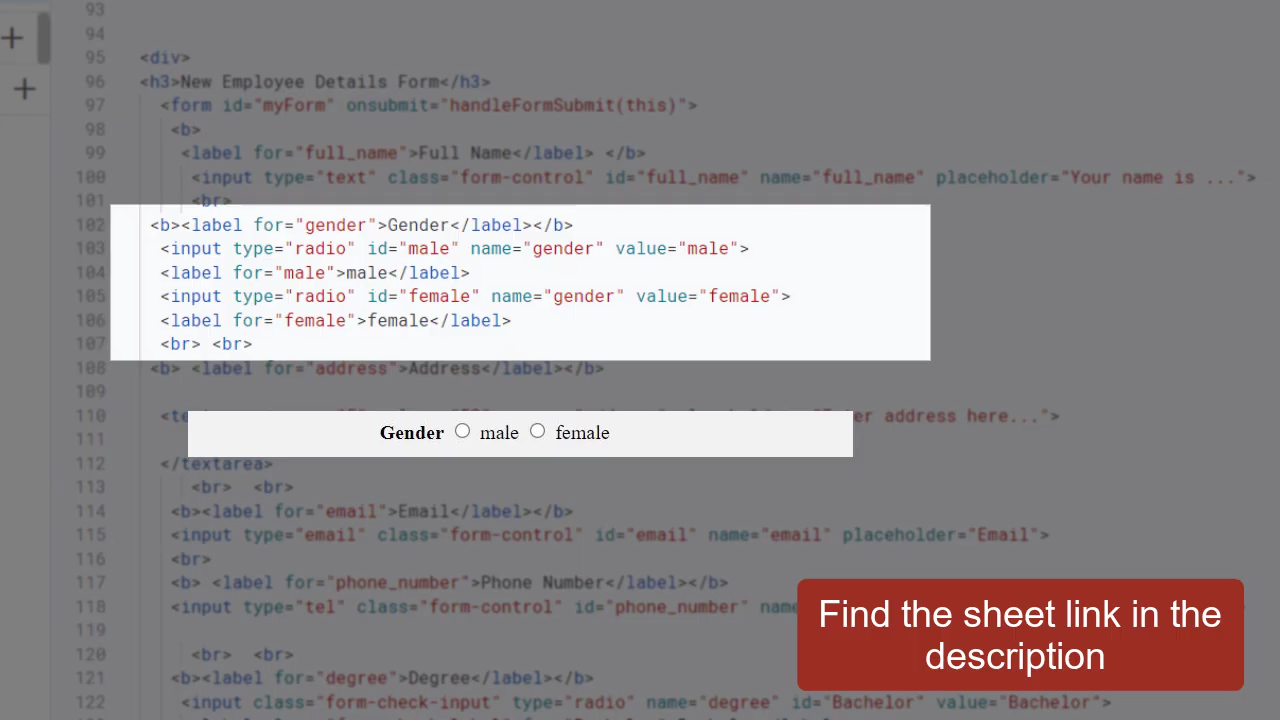 93
94
95 <div>
96 <h3>New Employee Details Form</h3>
97 <form id="myForm" onsubmit="handleFormSubmit(this)">
98 <b>
99 <label for="full_name">Full Name</label> </b>
100 <input type="text" class="form-control" id="full_name" name="full_name" placeholder="Your name is ...">
101 <br>
102 <b><label for="gender">Gender</label></b>
103 <input type="radio" id="male" name="gender" value="male">
104 <label for="male">male</label>
105 <input type="radio" id="female" name="gender" value="female">
106 <label for="female">female</label>
107 <br> <br>
108 <b> <label for="address">Address</label></b>
109
110 address here...">
Gender male female
111
112 </textarea>
113 <br> <br>
114 <b><label for="email">Email</label></b>
115 <input type="email" class="form-control" id="email" name="email" placeholder="Email">
116 <br>
117 <b> <label for="phone_number">Phone Number</label></b>
118 <input type="tel" class="form-control" id="phone_number"
119
120 <br> <br>
121 <b><label for="degree">Degree</label></b>
122 <input class="form-check-input" type="radio" name="degree" id="Bachelor" value="Bachelor">
Find the sheet link in the
description